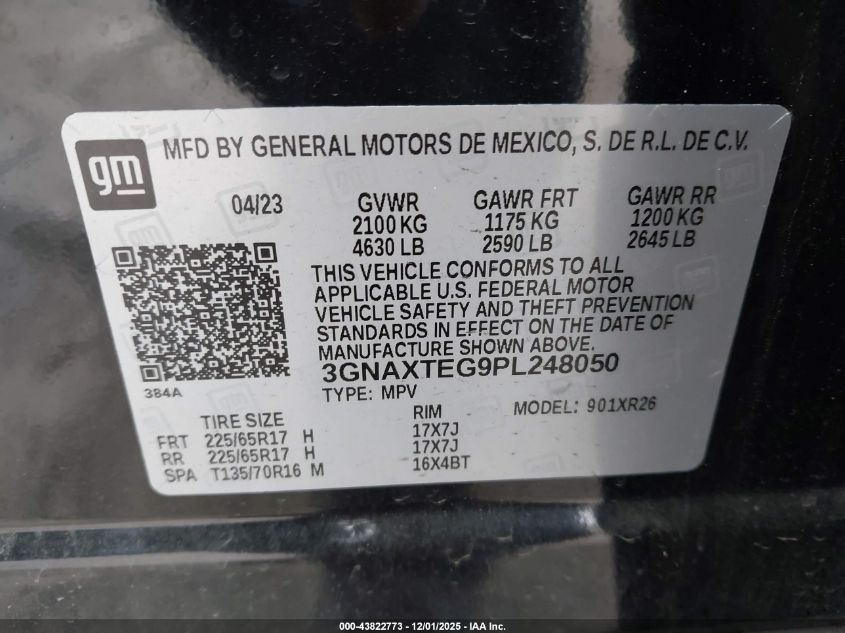 gm
MFD BY GENERAL MOTORS DE MEXICO, S. DE R.L. DE C.V.
04/23 GVWR GAWR FRT GAWR RR
2100 KG 1175 KG 1200 KG
4630 LB 2590 LB 2645 LB
THIS VEHICLE CONFORMS TO ALL
APPLICABLE U.S. FEDERAL MOTOR
VEHICLE SAFETY AND THEFT PREVENTION
STANDARDS IN EFFECT ON THE DATE OF
MANUFACTURE SHOWN ABOVE.
3GNAXTEG9PL248050
384A
TYPE: MPV MODEL: 901XR26
TIRE SIZE RIM
FRT 225/65R17 H 17X7J
RR 225/65R17 H 17X7J
SPA T135/70R16 M 16X4BT
000-43822773 - 12/01/2025 - IAA Inc.